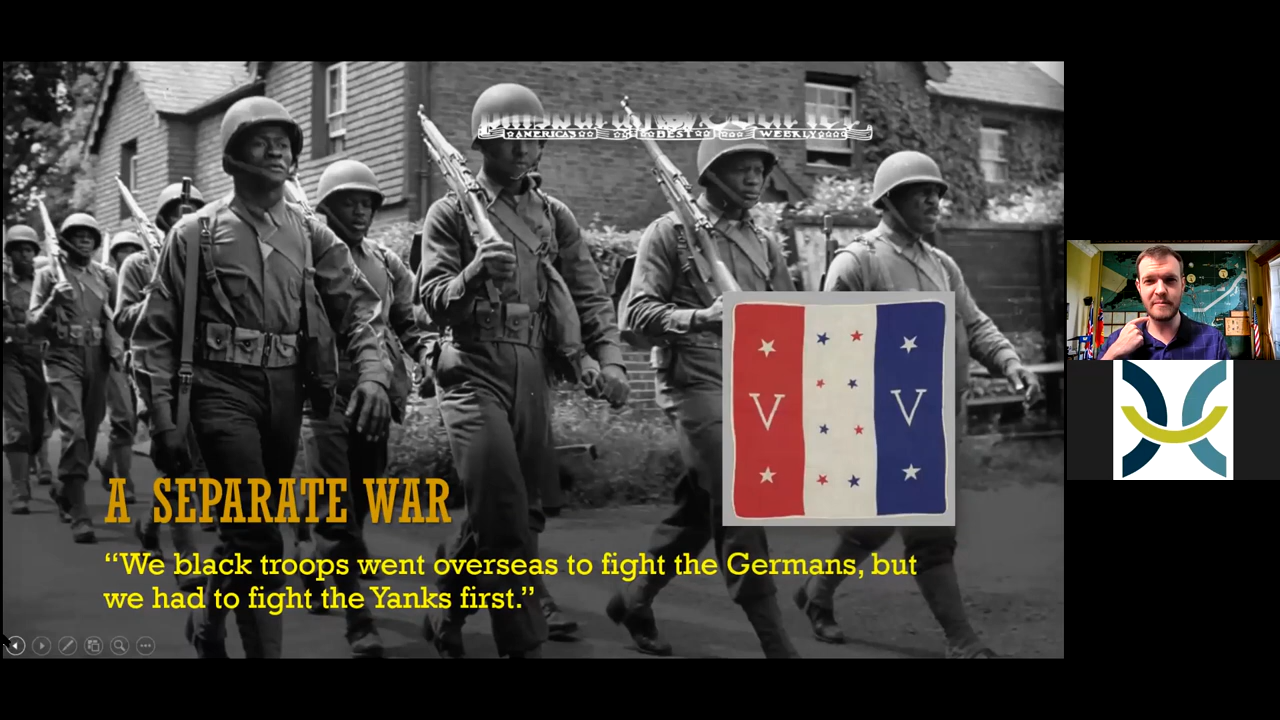 AMERICA'S BEST WEEKLY
V V
A SEPARATE WAR
“We black troops went overseas to fight the Germans, but
we had to fight the Yanks first.”